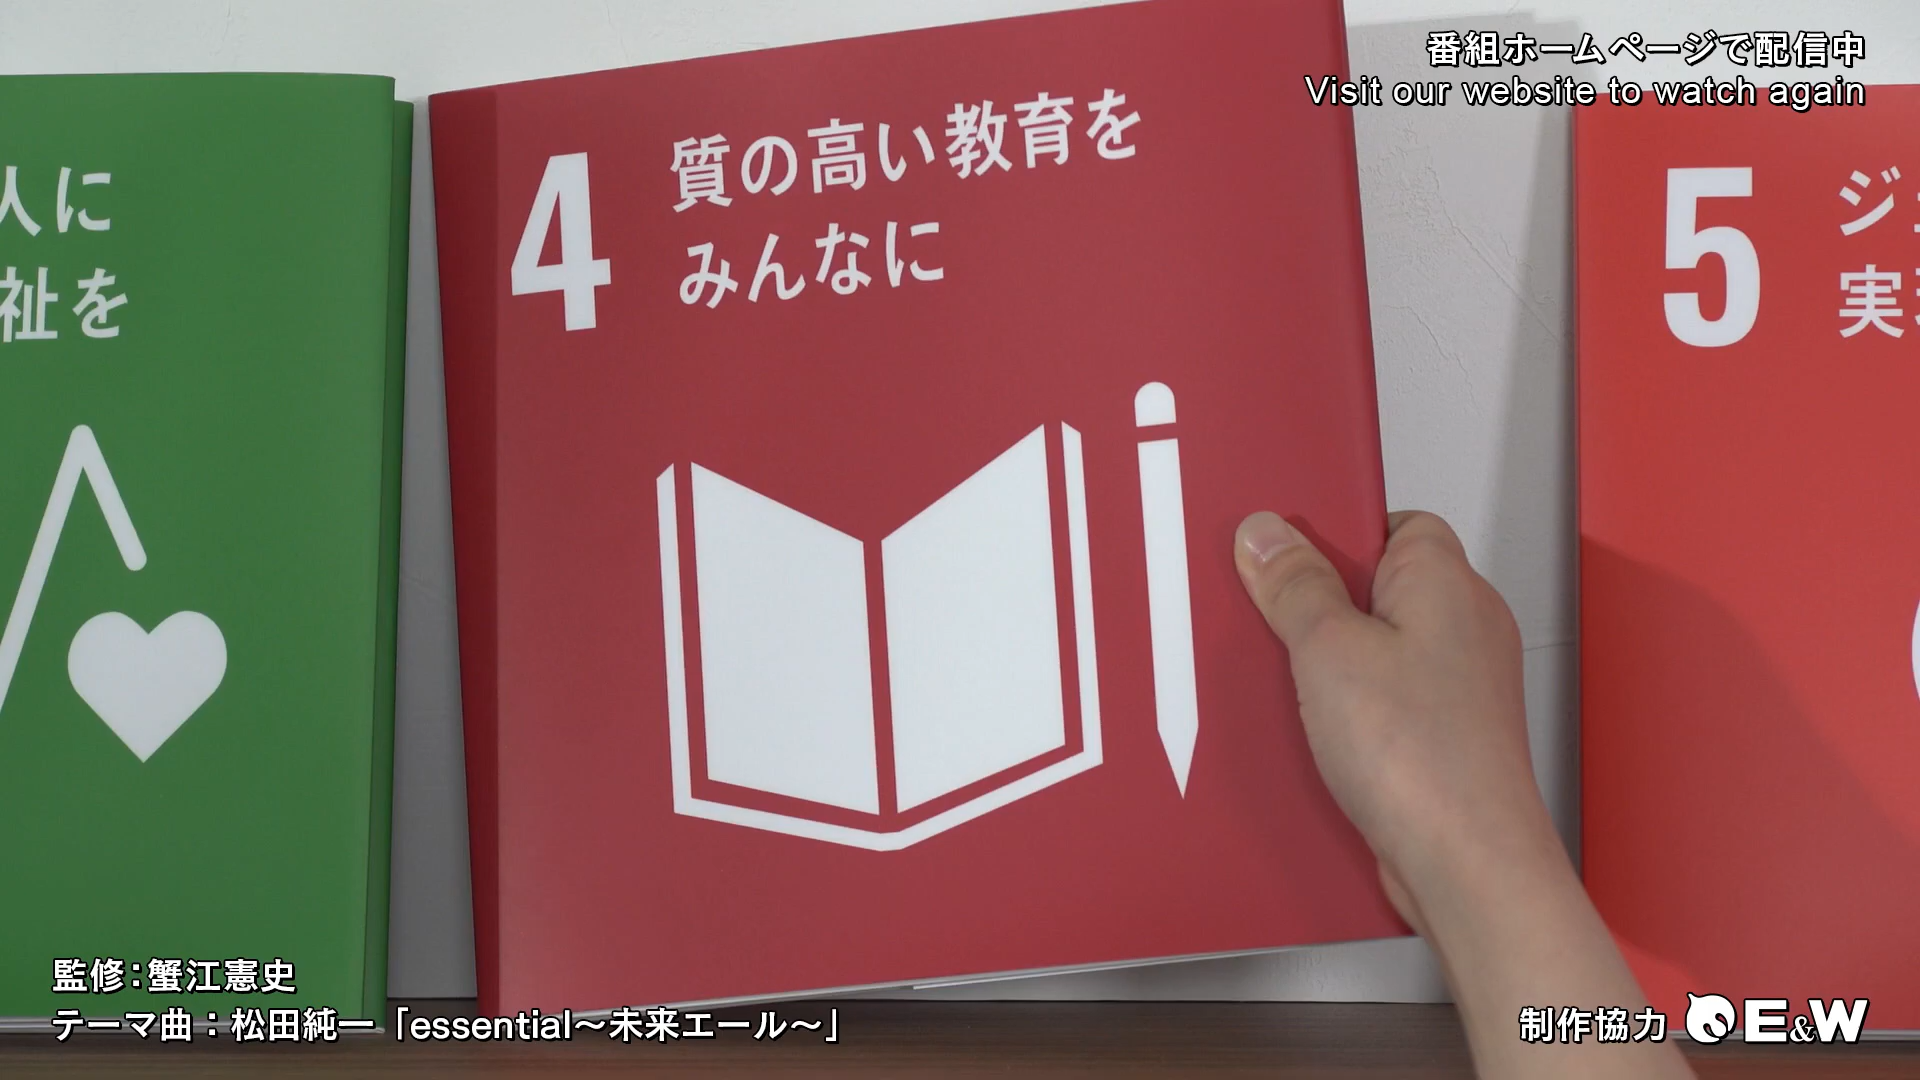 番組ホームページで配信中
Visit our website to watch again
人に
祉を
4
質の高い教育を
みんなに
5
ジェ
実現
監修:蟹江憲史
テーマ曲：松田純一「essential～未来エール～」
制作協力 E&W